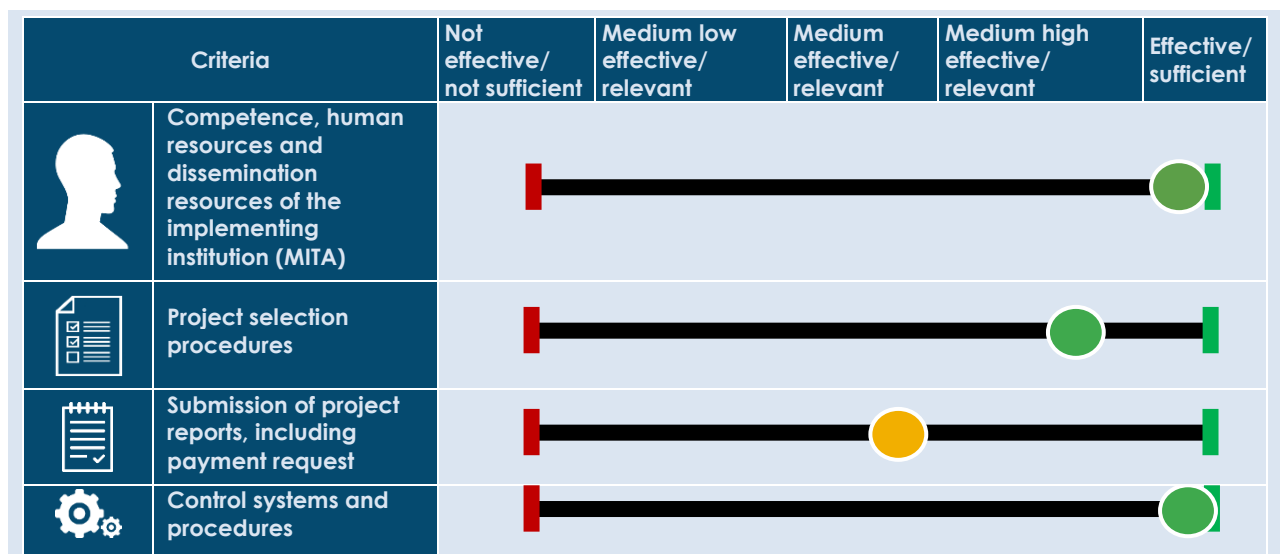 Criteria
Not
effective/
not sufficient
Medium low
effective/
relevant
Medium
effective/
relevant
Medium high
effective/
relevant
Effective/
sufficient
Competence, human
resources and
dissemination
resources of the
implementing
institution (MITA)
Project selection
procedures
Submission of project
reports, including
payment request
Control systems and
procedures